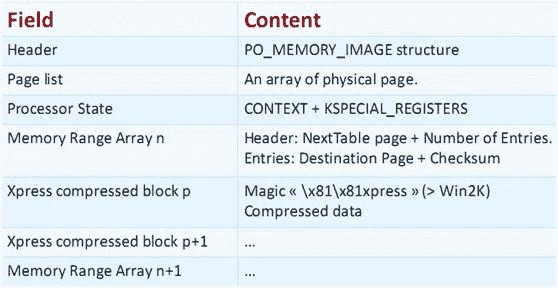 Field Content
Header PO_MEMORY_IMAGE structure
Page list An array of physical page.
Processor State CONTEXT + KSPECIAL_REGISTERS
Memory Range Array n Header: NextTable page + Number of Entries.
Entries: Destination Page + Checksum
Xpress compressed block p Magic « \x81\x81xpress » (> Win2K)
Compressed data
Xpress compressed block p+1 ...
Memory Range Array n+1 ...